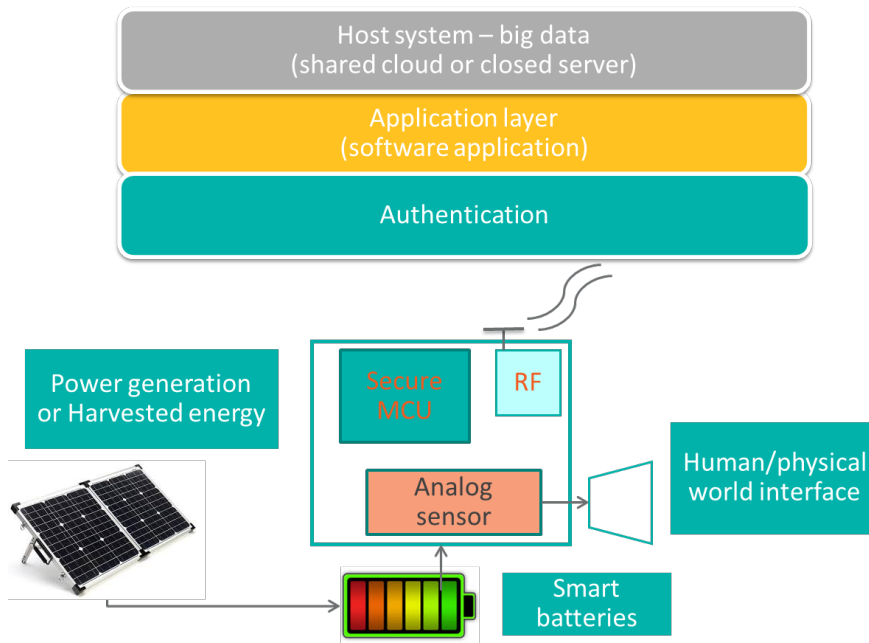 Host system – big data
(shared cloud or closed server)
Application layer
(software application)
Authentication
Power generation
or Harvested energy
Secure
MCU
RF
Analog
sensor
Human/physical
world interface
Smart
batteries